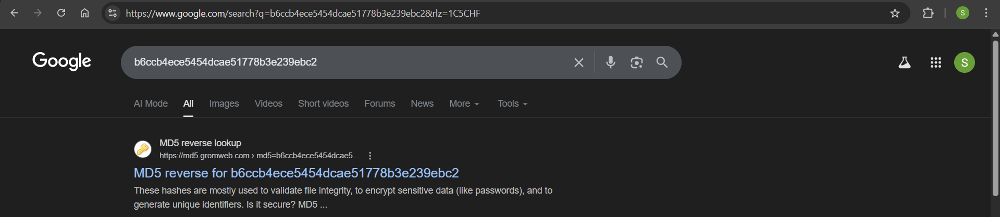 https://www.google.com/search?q=b6ccb4ece5454dcae51778b3e239ebc2&rlz=1C5CHF
S
Google
b6ccb4ece5454dcae51778b3e239ebc2
S
AI Mode All Images Videos Short videos Forums News More Tools
MD5 reverse lookup
https://md5.gromweb.com › md5=b6ccb4ece5454dcae5...
MD5 reverse for b6ccb4ece5454dcae51778b3e239ebc2
These hashes are mostly used to validate file integrity, to encrypt sensitive data (like passwords), and to
generate unique identifiers. Is it secure? MD5 ...